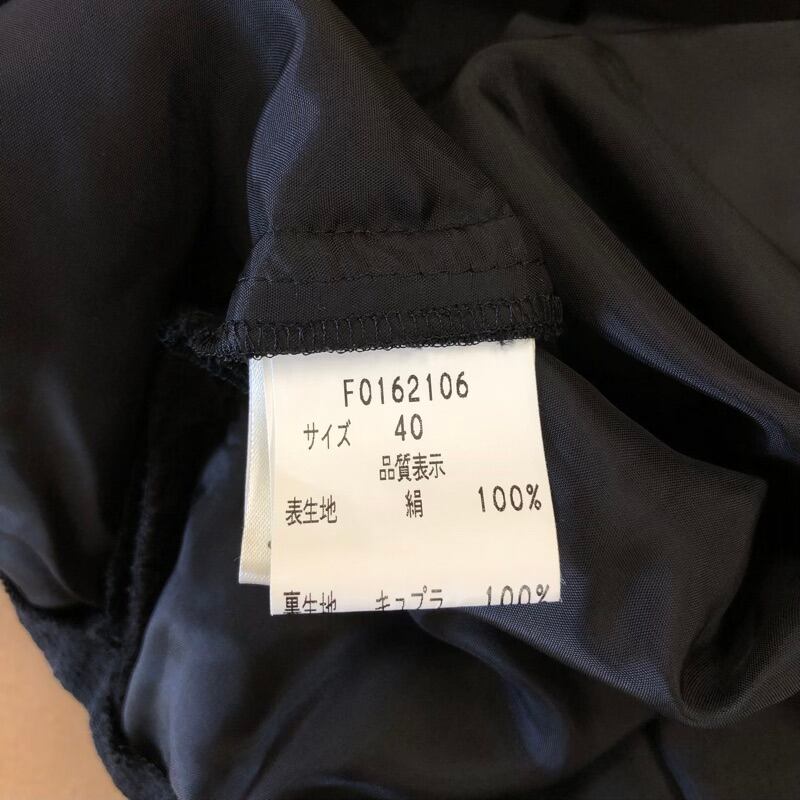 F0162106
サイズ 40
品質表示
表生地 絹 100%
裏生地 キュプラ 100%